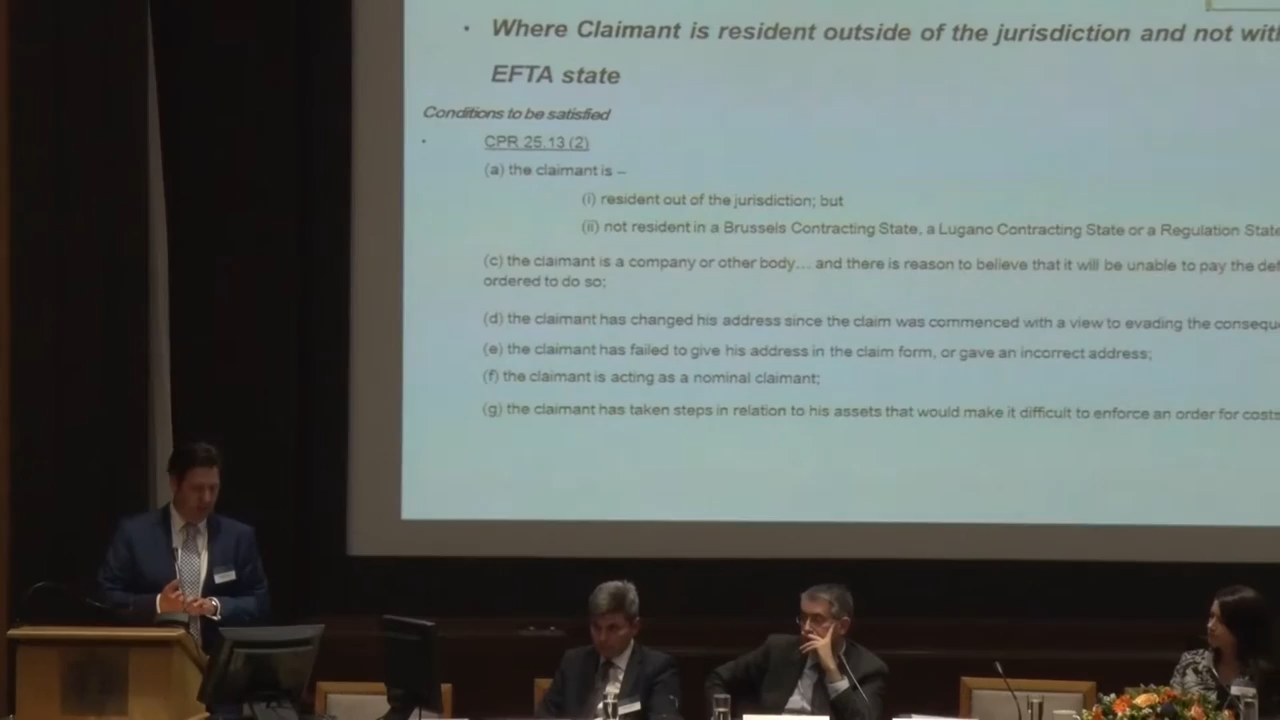 • Where Claimant is resident outside of the jurisdiction and not
EFTA state
Conditions to be satisfied
• CPR 25.13 (2)
(a) the claimant is –
(i) resident out of the jurisdiction; but
(ii) not resident in a Brussels Contracting State, a Lugano Contracting State or a Regulation State
(c) the claimant is a company or other body… and there is reason to believe that it will be unable to pay the
ordered to do so;
(d) the claimant has changed his address since the claim was commenced with a view to evading the
(e) the claimant has failed to give his address in the claim form, or gave an incorrect address;
(f) the claimant is acting as a nominal claimant;
(g) the claimant has taken steps in relation to his assets that would make it difficult to enforce an order for costs